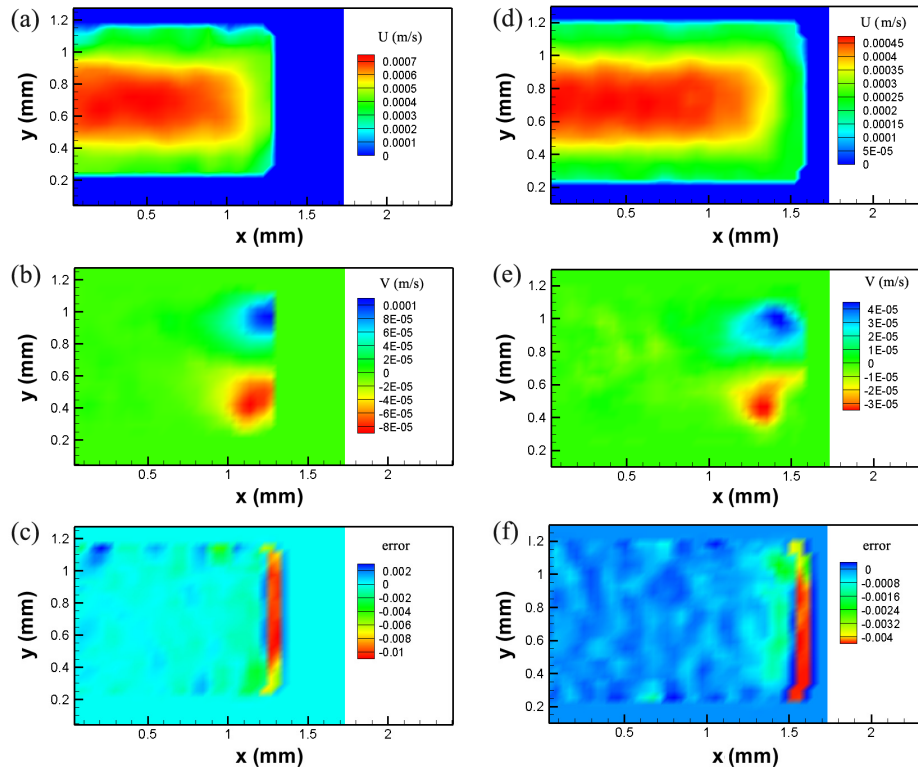 (a)
U (m/s)
0.0007
0.0006
0.0005
0.0004
0.0003
0.0002
0.0001
0
y (mm)
1.2
1
0.8
0.6
0.4
0.2
0.5
1
1.5
2
x (mm)
(d)
U (m/s)
0.00045
0.0004
0.00035
0.0003
0.00025
0.0002
0.00015
0.0001
5E-05
0
y (mm)
1.2
1
0.8
0.6
0.4
0.2
0.5
1
1.5
2
x (mm)
(b)
V (m/s)
0.0001
8E-05
6E-05
4E-05
2E-05
0
-2E-05
-4E-05
-6E-05
-8E-05
y (mm)
1.2
1
0.8
0.6
0.4
0.2
0.5
1
1.5
2
x (mm)
(e)
V (m/s)
4E-05
3E-05
2E-05
1E-05
0
-1E-05
-2E-05
-3E-05
y (mm)
1.2
1
0.8
0.6
0.4
0.2
0.5
1
1.5
2
x (mm)
(c)
error
0.002
0
-0.002
-0.004
-0.006
-0.008
-0.01
y (mm)
1.2
1
0.8
0.6
0.4
0.2
0.5
1
1.5
2
x (mm)
(f)
error
0
-0.0008
-0.0016
-0.0024
-0.0032
-0.004
y (mm)
1.2
1
0.8
0.6
0.4
0.2
0.5
1
1.5
2
x (mm)